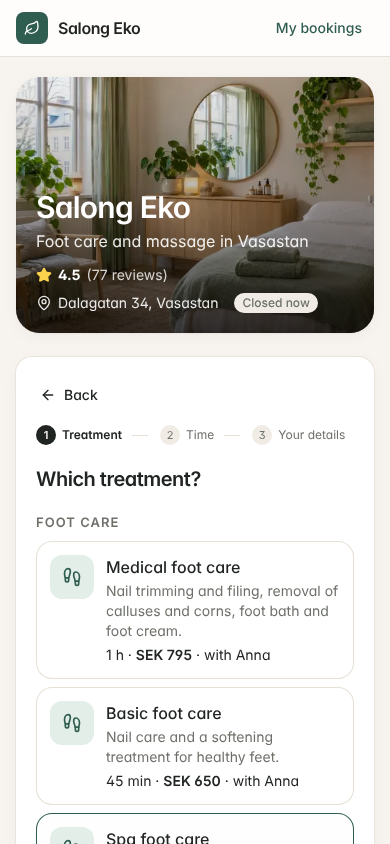 Salong Eko
My bookings
Salong Eko
Foot care and massage in Vasastan
4.5 (77 reviews)
Dalagatan 34, Vasastan Closed now
Back
1 Treatment 2 Time 3 Your details
Which treatment?
FOOT CARE
Medical foot care
Nail trimming and filing, removal of
calluses and corns, foot bath and
foot cream.
1 h · SEK 795 · with Anna
Basic foot care
Nail care and a softening
treatment for healthy feet.
45 min · SEK 650 · with Anna
Spa foot care